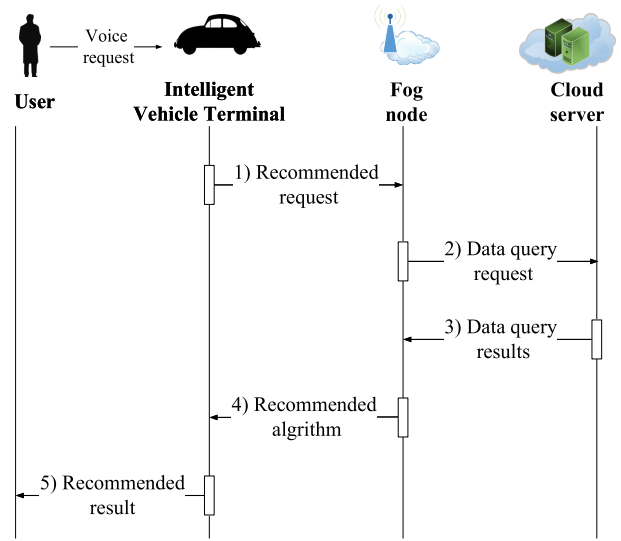 Voice
request
User
Intelligent
Vehicle Terminal
Fog
node
Cloud
server
1) Recommended
request
2) Data query
request
3) Data query
results
4) Recommended
algrithm
5) Recommended
result